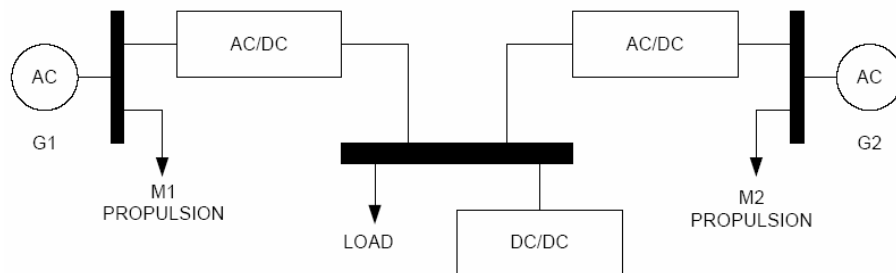 AC/DC
AC/DC
AC
AC
G1
G2
M1
PROPULSION
M2
PROPULSION
LOAD
DC/DC